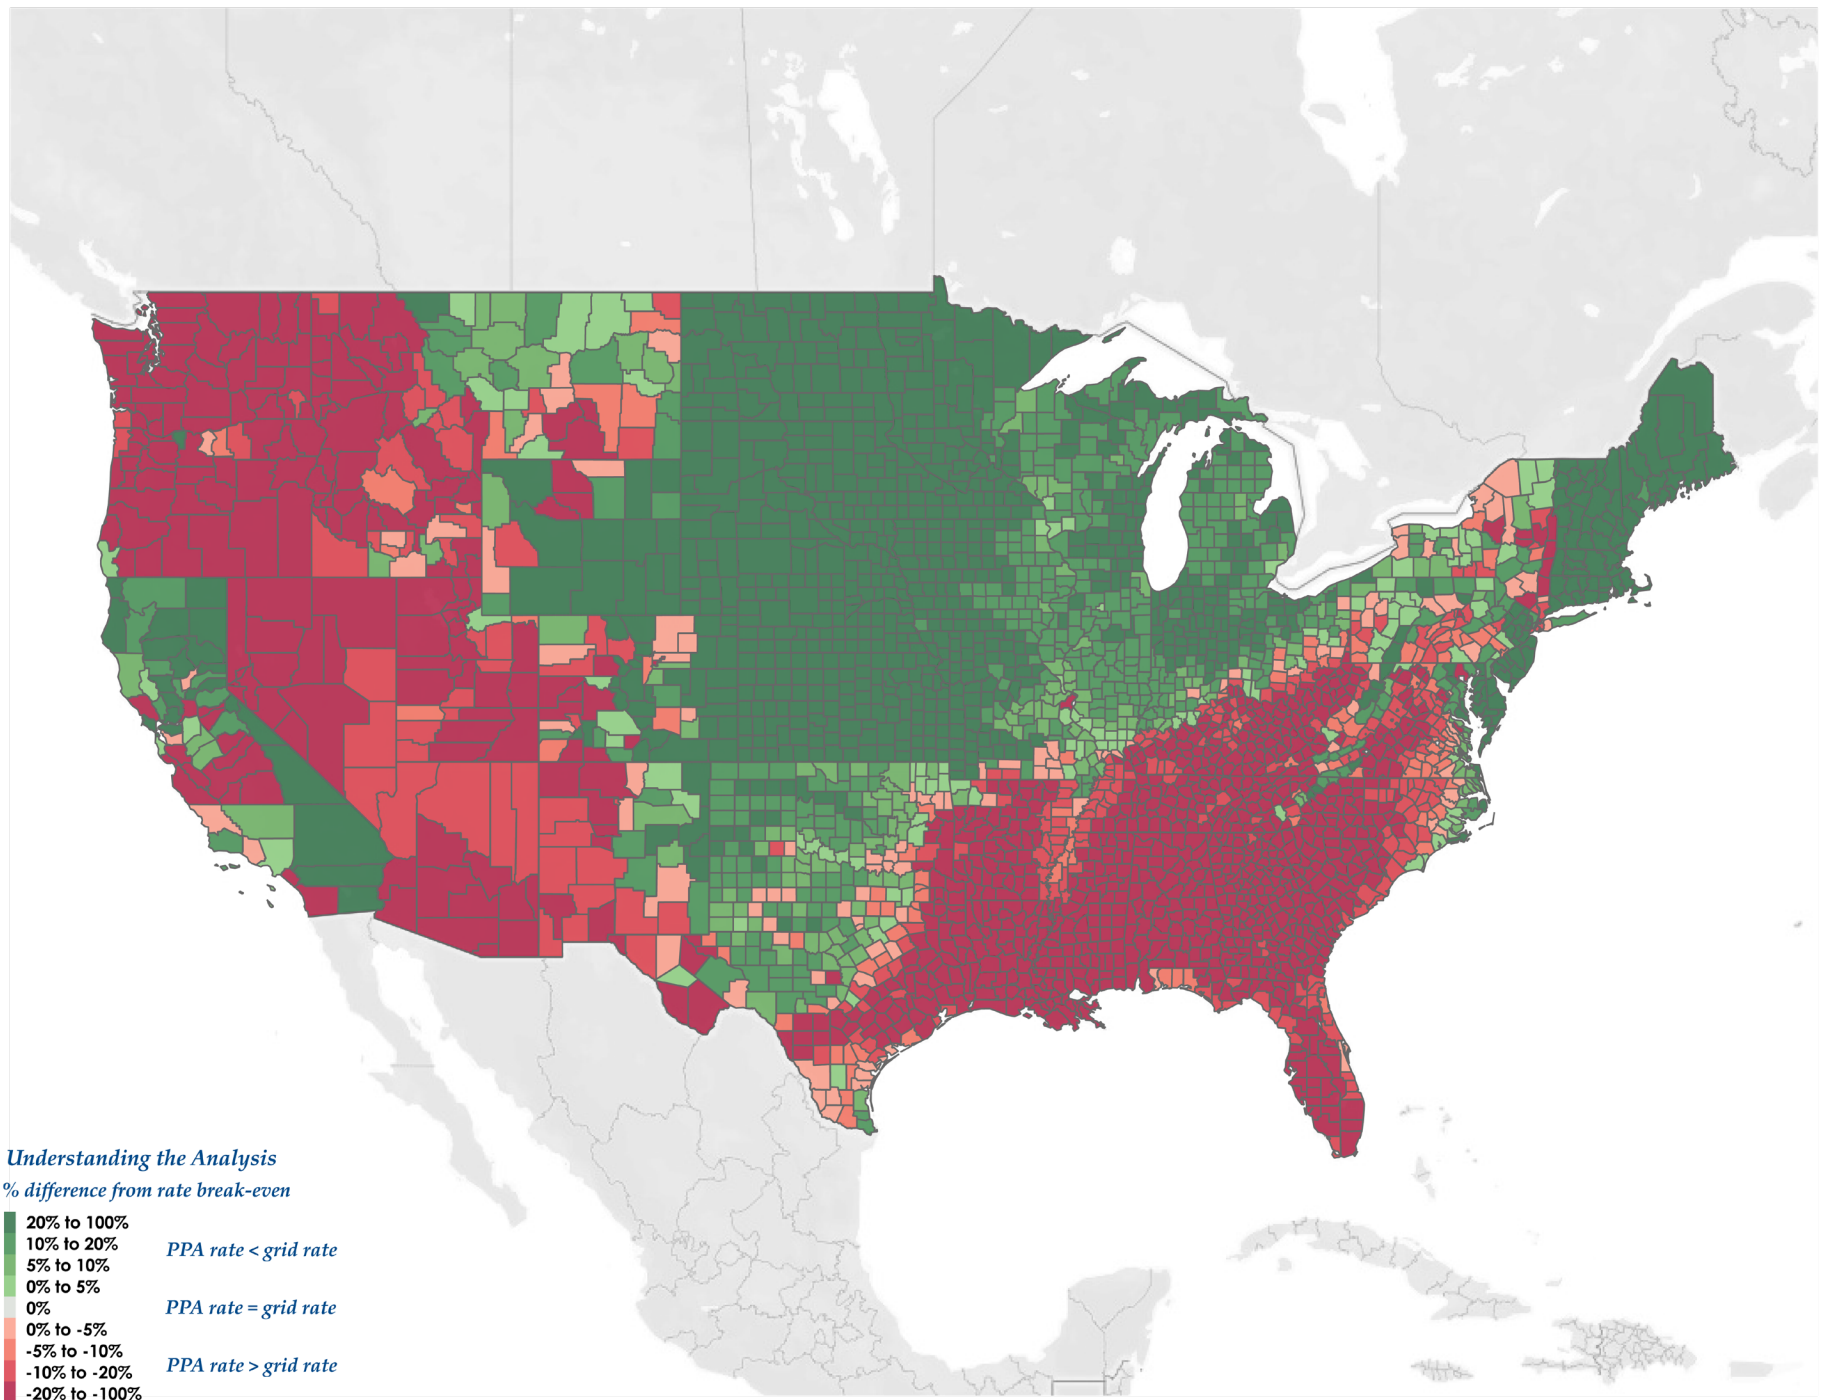 Understanding the Analysis
% difference from rate break-even
20% to 100%
10% to 20%
PPA rate < grid rate
5% to 10%
0% to 5%
0%
PPA rate = grid rate
0% to -5%
-5% to -10%
PPA rate > grid rate
-10% to -20%
-20% to -100%